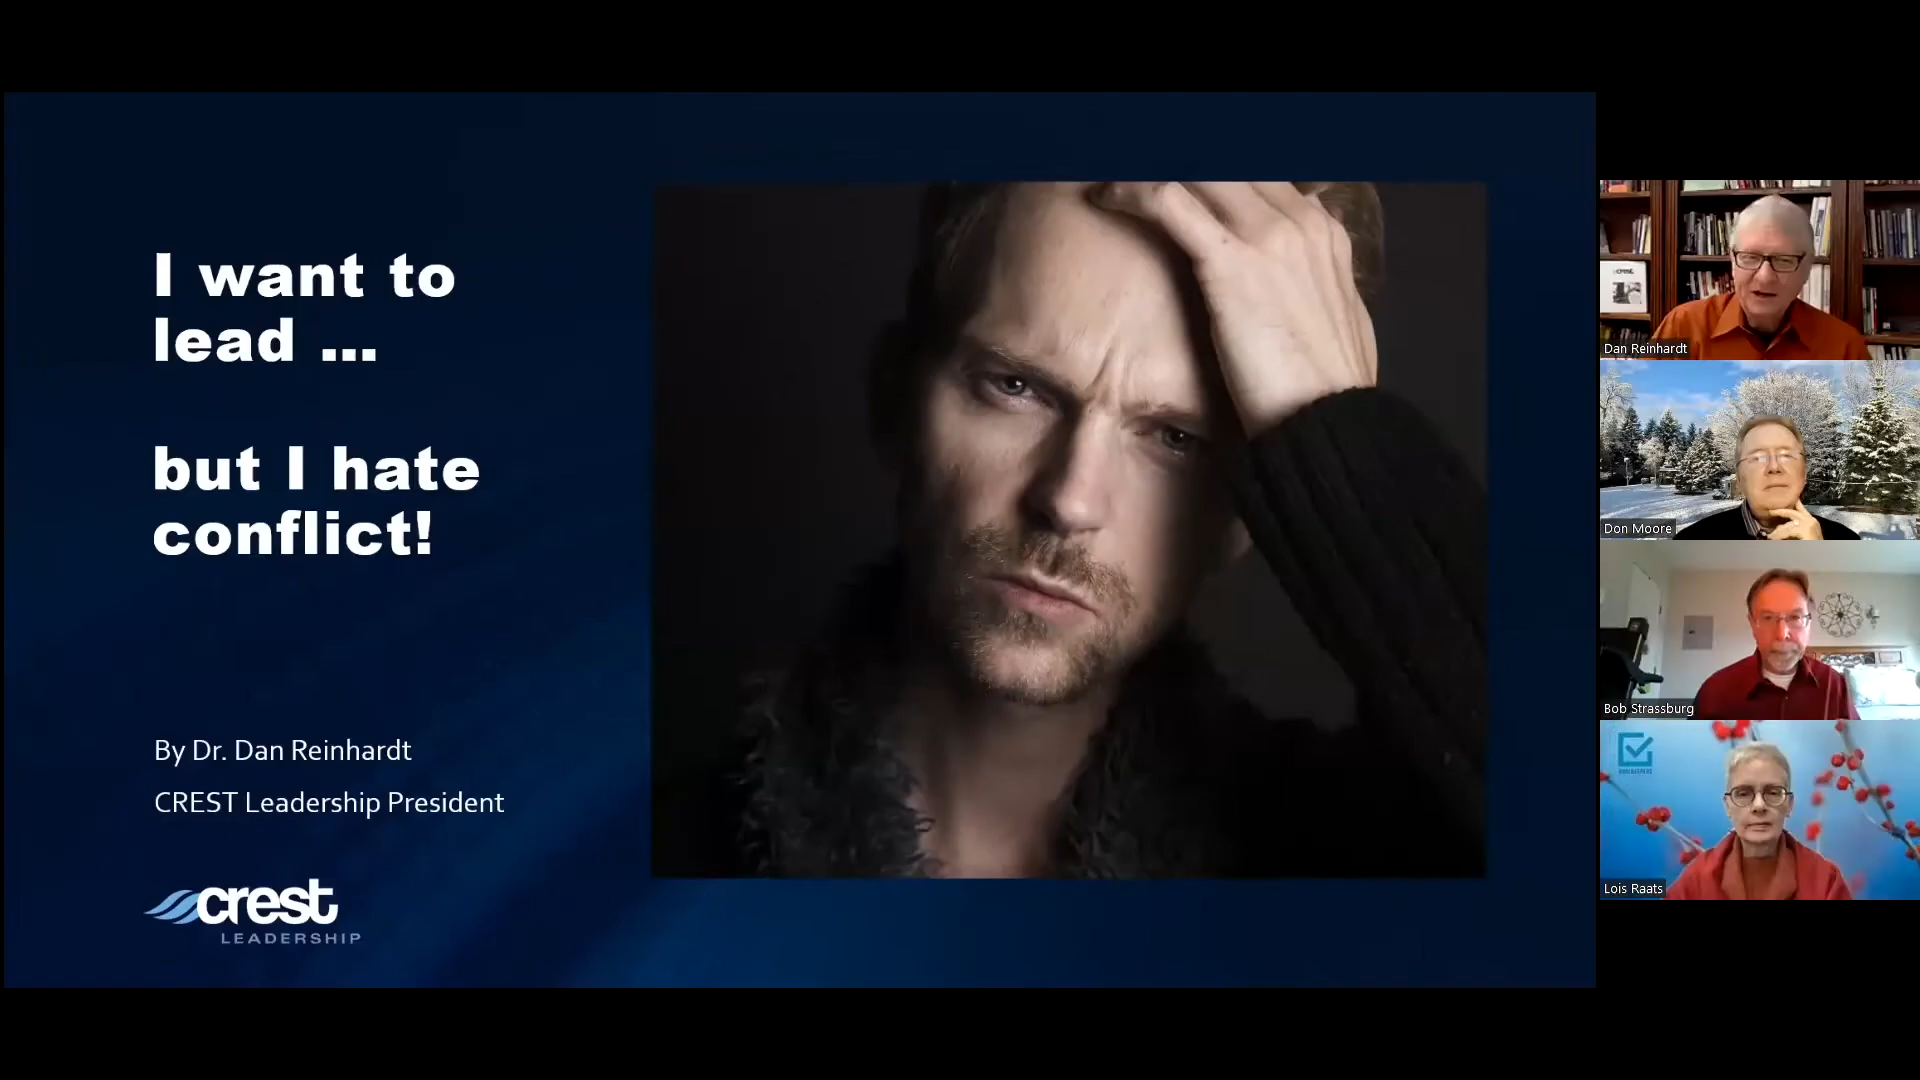 I want to
lead ...
but I hate
conflict!
By Dr. Dan Reinhardt
CREST Leadership President
crest
LEADERSHIP
Dan Reinhardt
crest
Don Moore
Bob Strassburg
Lois Raats